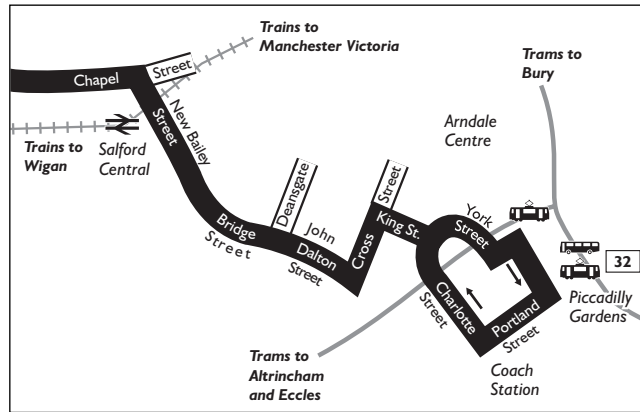 Trains to
Manchester Victoria
Chapel
Street
Trams to
Bury
New Bailey
Street
Trains to
Wigan
Salford
Central
Arndale
Centre
Deansgate
Street
York
Street
King St.
Bridge
Street
John
Dalton
Street
Cross
32
Piccadilly
Gardens
Charlotte
Street
Portland
Street
Trams to
Altrincham
and Eccles
Coach
Station